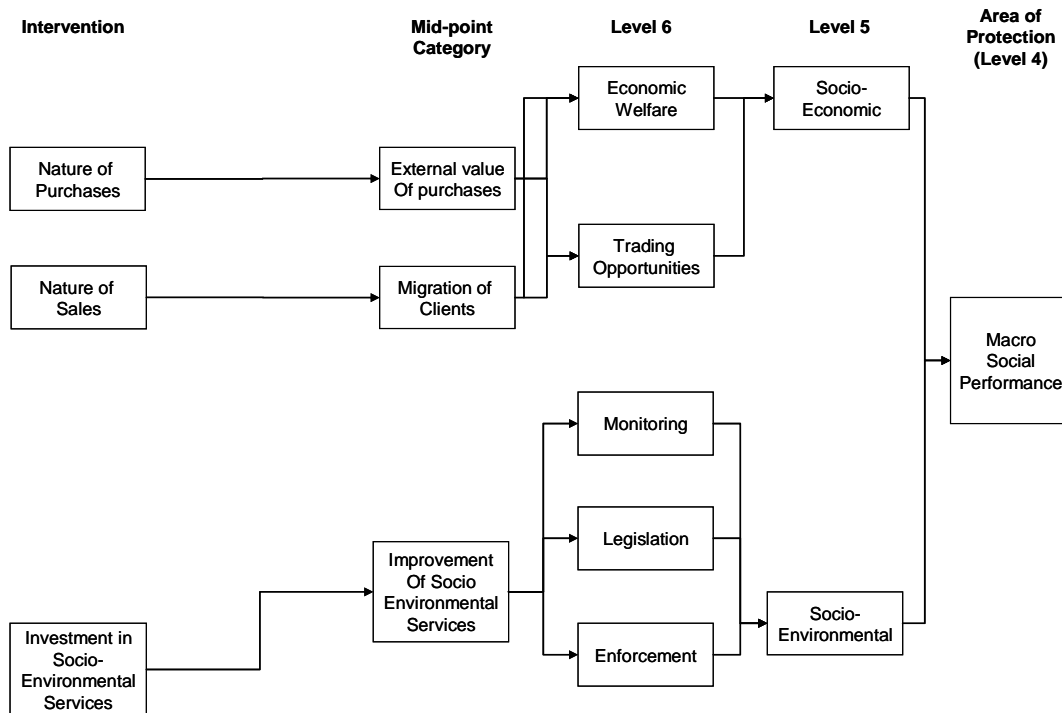 Intervention
Mid-point
Category
Level 6
Level 5
Area of
Protection
(Level 4)
Economic
Welfare
Socio-
Economic
Nature of
Purchases
External value
Of purchases
Trading
Opportunities
Nature of
Sales
Migration of
Clients
Macro
Social
Performance
Monitoring
Legislation
Improvement
Of Socio
Environmental
Services
Socio-
Environmental
Investment in
Socio-
Environmental
Services
Enforcement